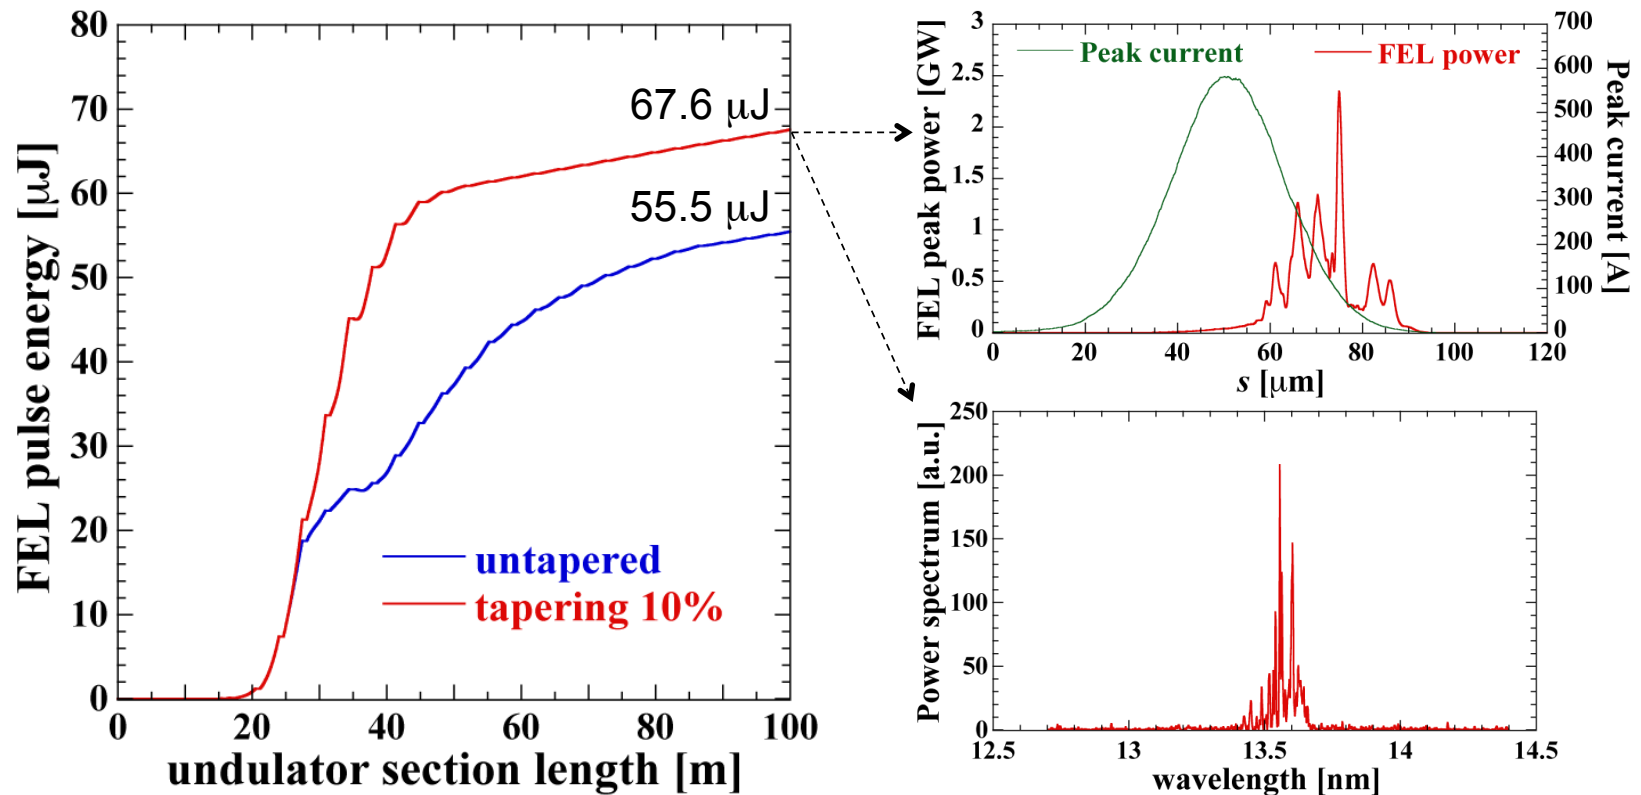 FEL pulse energy [μJ]
80
70
60
50
40
30
20
10
0
0 20 40 60 80 100
undulator section length [m]
67.6 μJ
55.5 μJ
untapered
tapering 10%
FEL peak power [GW]
3
2.5
2
1.5
1
0.5
0
Peak current
FEL power
700
600
500
400
300
200
100
0
Peak current [A]
0 20 40 60 80 100 120
s [μm]
Power spectrum [a.u.]
250
200
150
100
50
0
12.5 13 13.5 14 14.5
wavelength [nm]